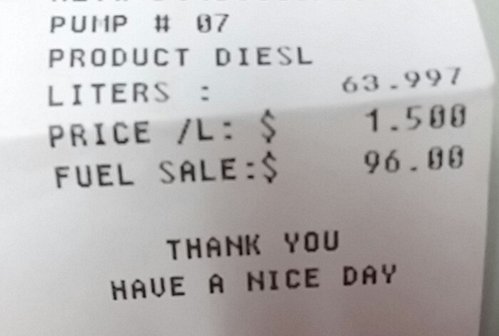 PUMP # 07
PRODUCT DIESL
LITERS : 63.997
PRICE /L: $ 1.500
FUEL SALE:$ 96.00
THANK YOU
HAVE A NICE DAY